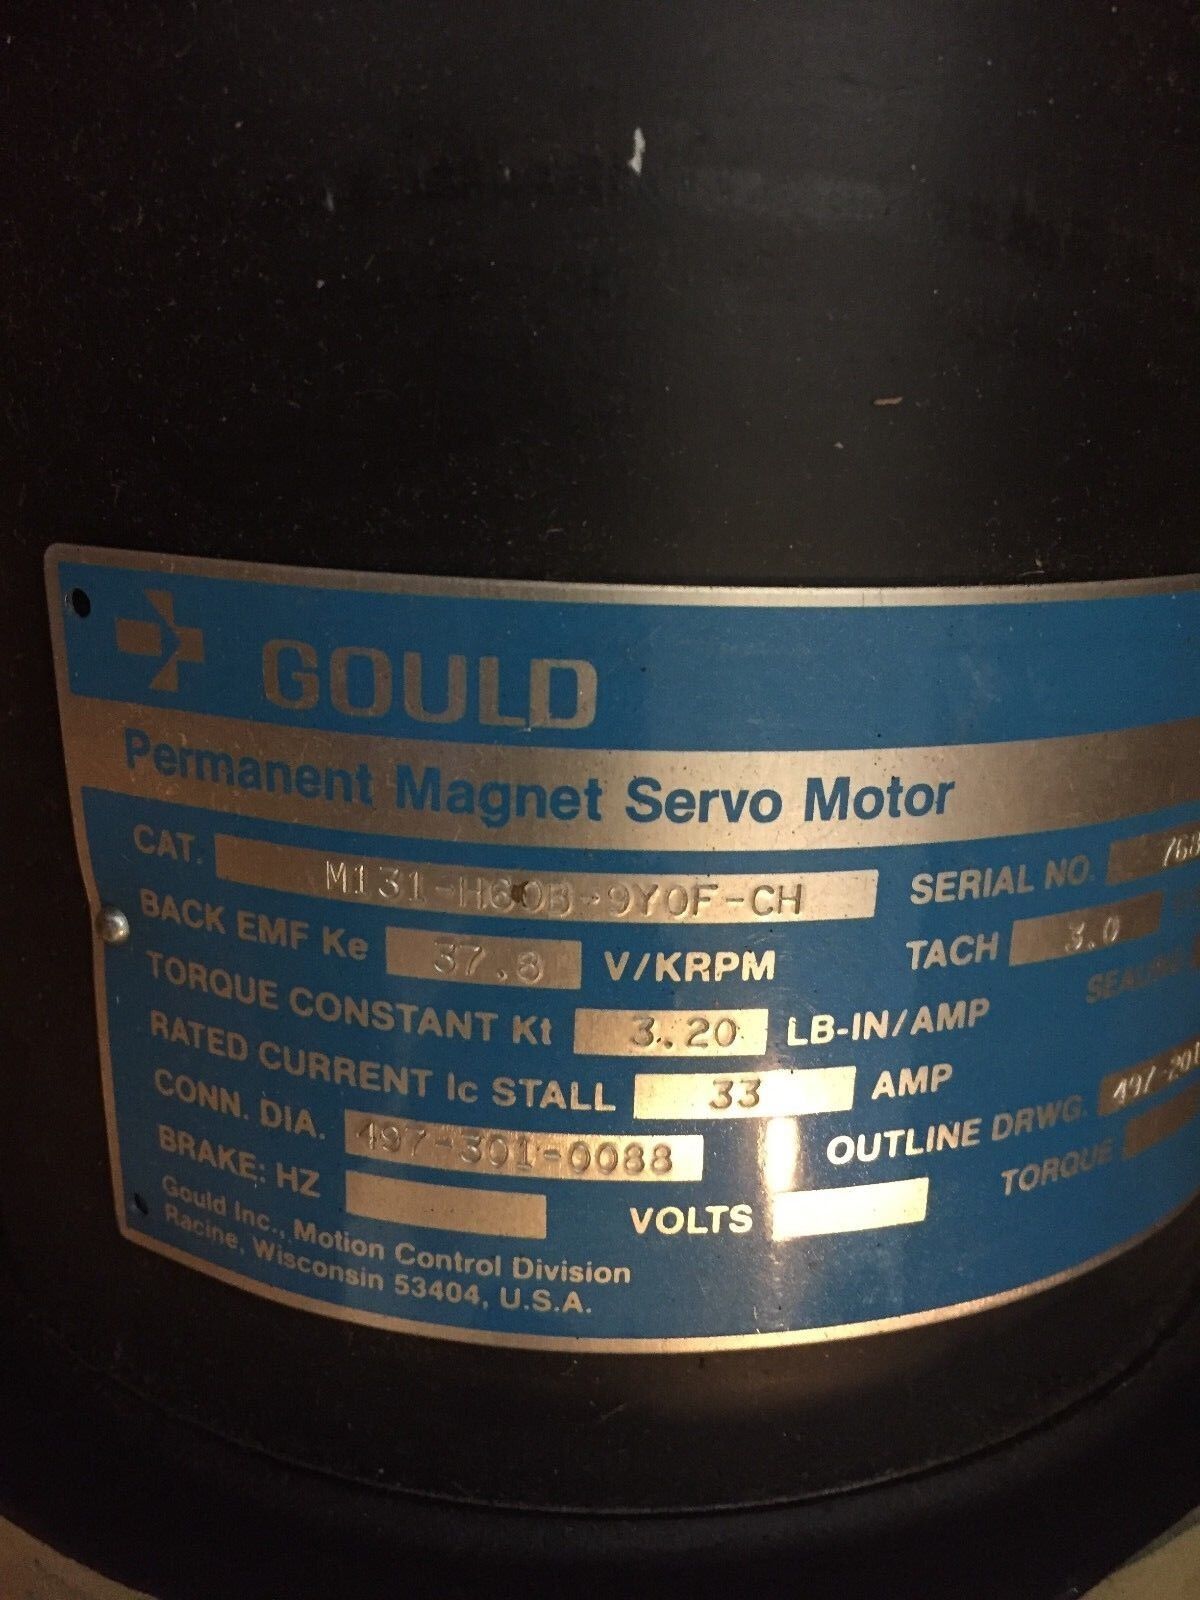 GOULD
Permanent Magnet Servo Motor
CAT. M131-H60B-9Y0F-CH SERIAL NO.
BACK EMF Ke 37.8 V/KRPM TACH 3.0
TORQUE CONSTANT Kt 3.20 LB-IN/AMP
RATED CURRENT Ic STALL 33 AMP
CONN. DIA. 497-301-0088 OUTLINE DRWG.
BRAKE: HZ VOLTS TORQUE
Gould Inc., Motion Control Division
Racine, Wisconsin 53404, U.S.A.